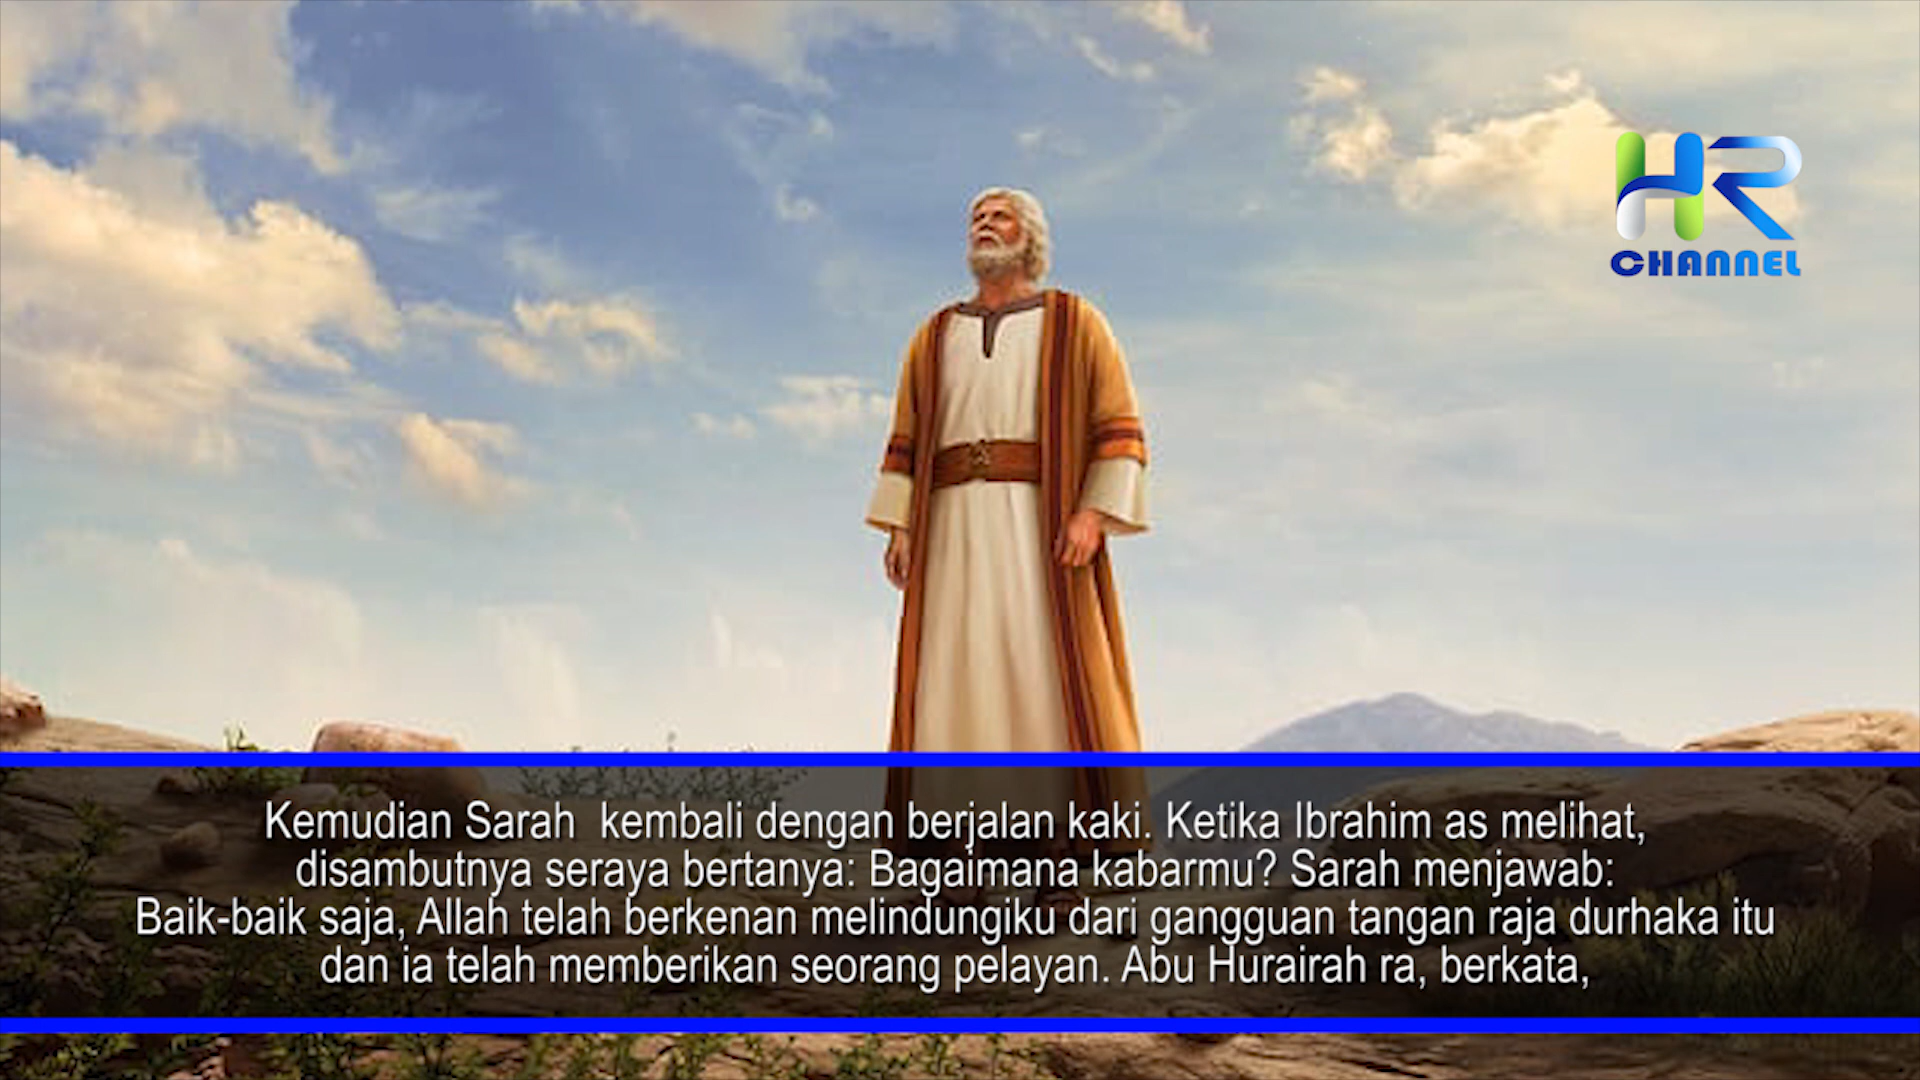 HR
CHANNEL
Kemudian Sarah  kembali dengan berjalan kaki. Ketika Ibrahim as melihat,
disambutnya seraya bertanya: Bagaimana kabarmu? Sarah menjawab:
Baik-baik saja, Allah telah berkenan melindungiku dari gangguan tangan raja durhaka itu
dan ia telah memberikan seorang pelayan. Abu Hurairah ra, berkata,